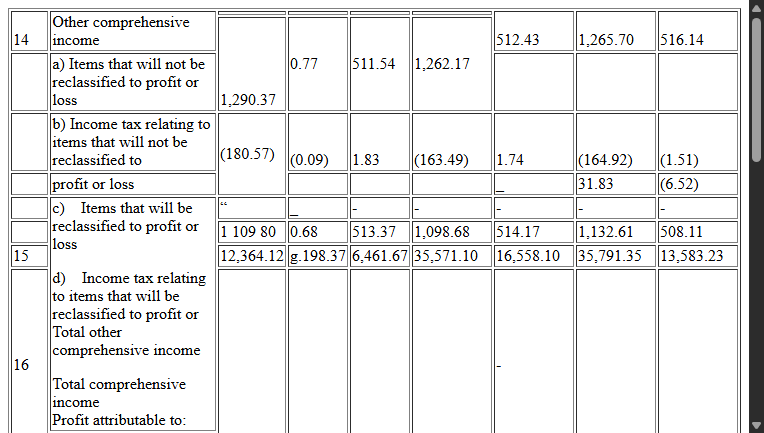 14 Other comprehensive income 512.43 1,265.70 516.14
a) Items that will not be reclassified to profit or loss 1,290.37 0.77 511.54 1,262.17
b) Income tax relating to items that will not be reclassified to (180.57) (0.09) 1.83 (163.49) 1.74 (164.92) (1.51)
profit or loss _ 31.83 (6.52)
c) Items that will be reclassified to profit or loss “ _ - - - - -
1 109 80 0.68 513.37 1,098.68 514.17 1,132.61 508.11
15 12,364.12 g.198.37 6,461.67 35,571.10 16,558.10 35,791.35 13,583.23
d) Income tax relating
to items that will be
reclassified to profit or
Total other
comprehensive income
16 -
Total comprehensive
income
Profit attributable to: